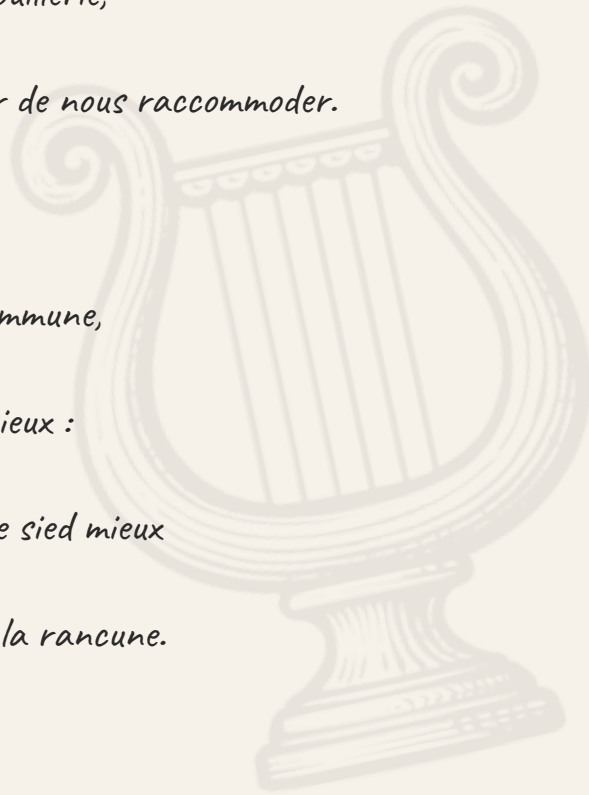 r de nous raccommoder.
mmune,
ieux :
e sied mieux
la rancune.